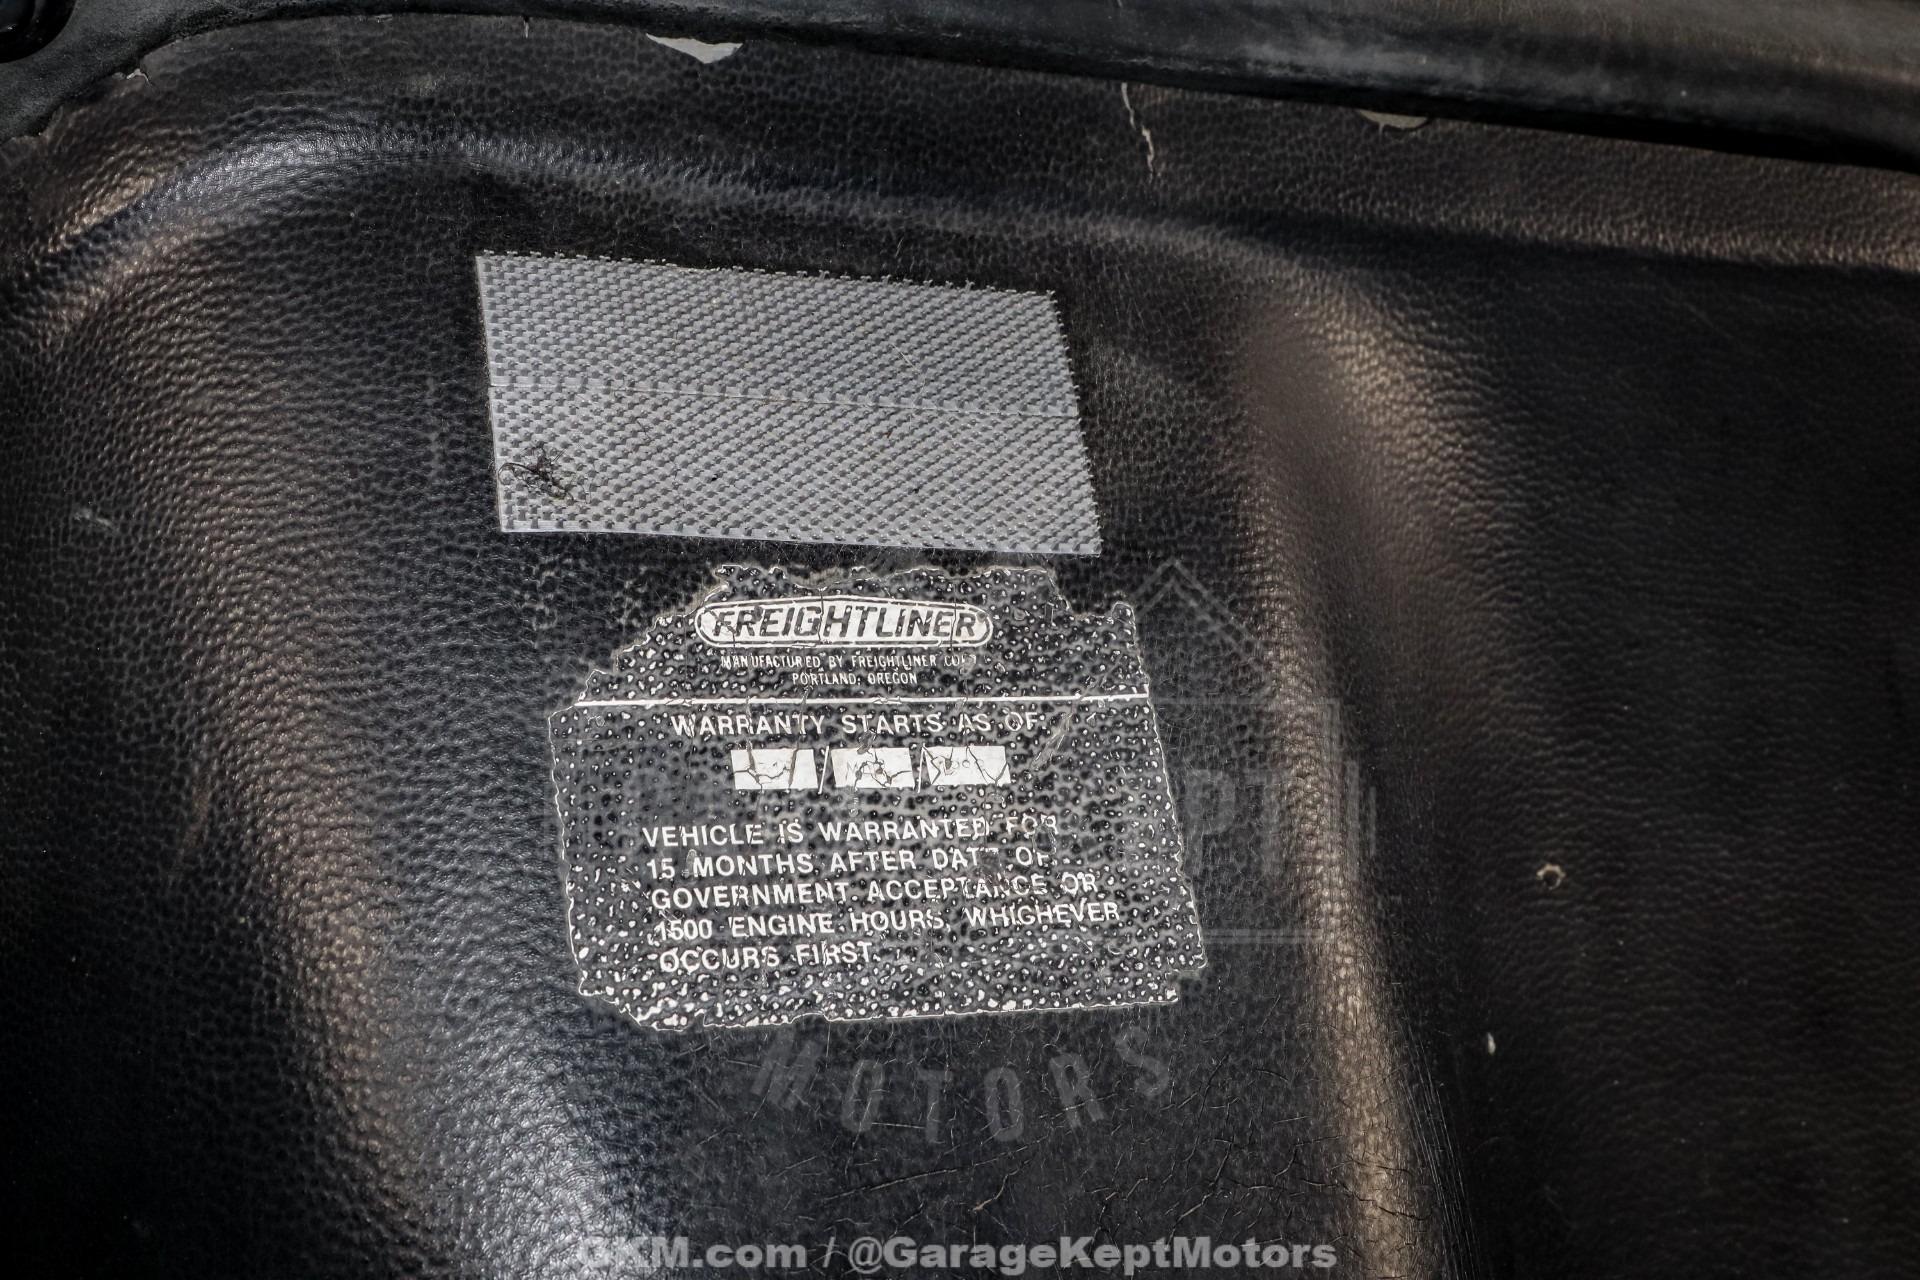 FREIGHTLINER
MANUFACTURED BY FREIGHTLINER CORP
PORTLAND, OREGON
WARRANTY STARTS AS OF:
/ /
VEHICLE IS WARRANTED FOR
15 MONTHS AFTER DATE OF
GOVERNMENT ACCEPTANCE OR
1500 ENGINE HOURS, WHICHEVER
OCCURS FIRST.
KEPT
MOTORS
GKM.com / @GarageKeptMotors